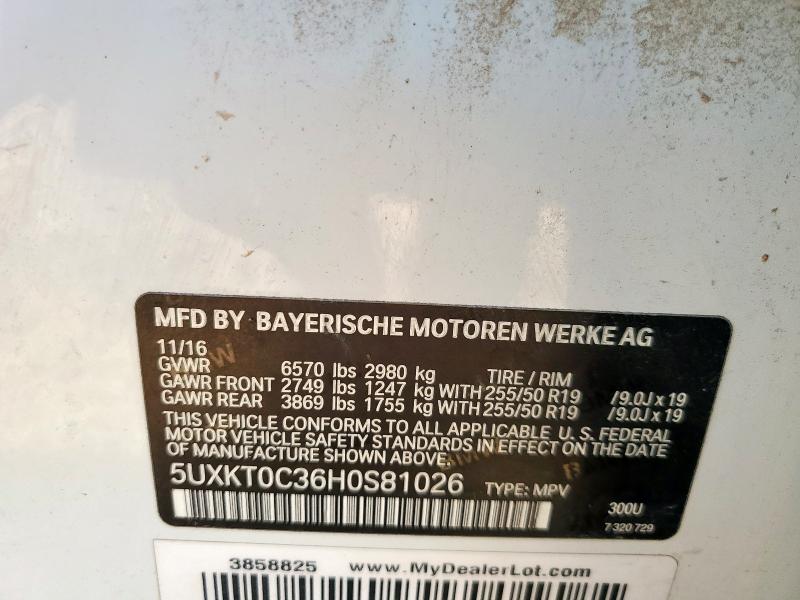 MFD BY BAYERISCHE MOTOREN WERKE AG
11/16
GVWR 6570 lbs 2980 kg TIRE / RIM
GAWR FRONT 2749 lbs 1247 kg WITH 255/50 R19 /9.0J x 19
GAWR REAR 3869 lbs 1755 kg WITH 255/50 R19 /9.0J x 19
THIS VEHICLE CONFORMS TO ALL APPLICABLE U. S. FEDERAL
MOTOR VEHICLE SAFETY STANDARDS IN EFFECT ON THE DATE
OF MANUFACTURE SHOWN ABOVE.
5UXKT0C36H0S81026 TYPE: MPV
300U
7 320 729
3858825 www.MyDealerLot.com